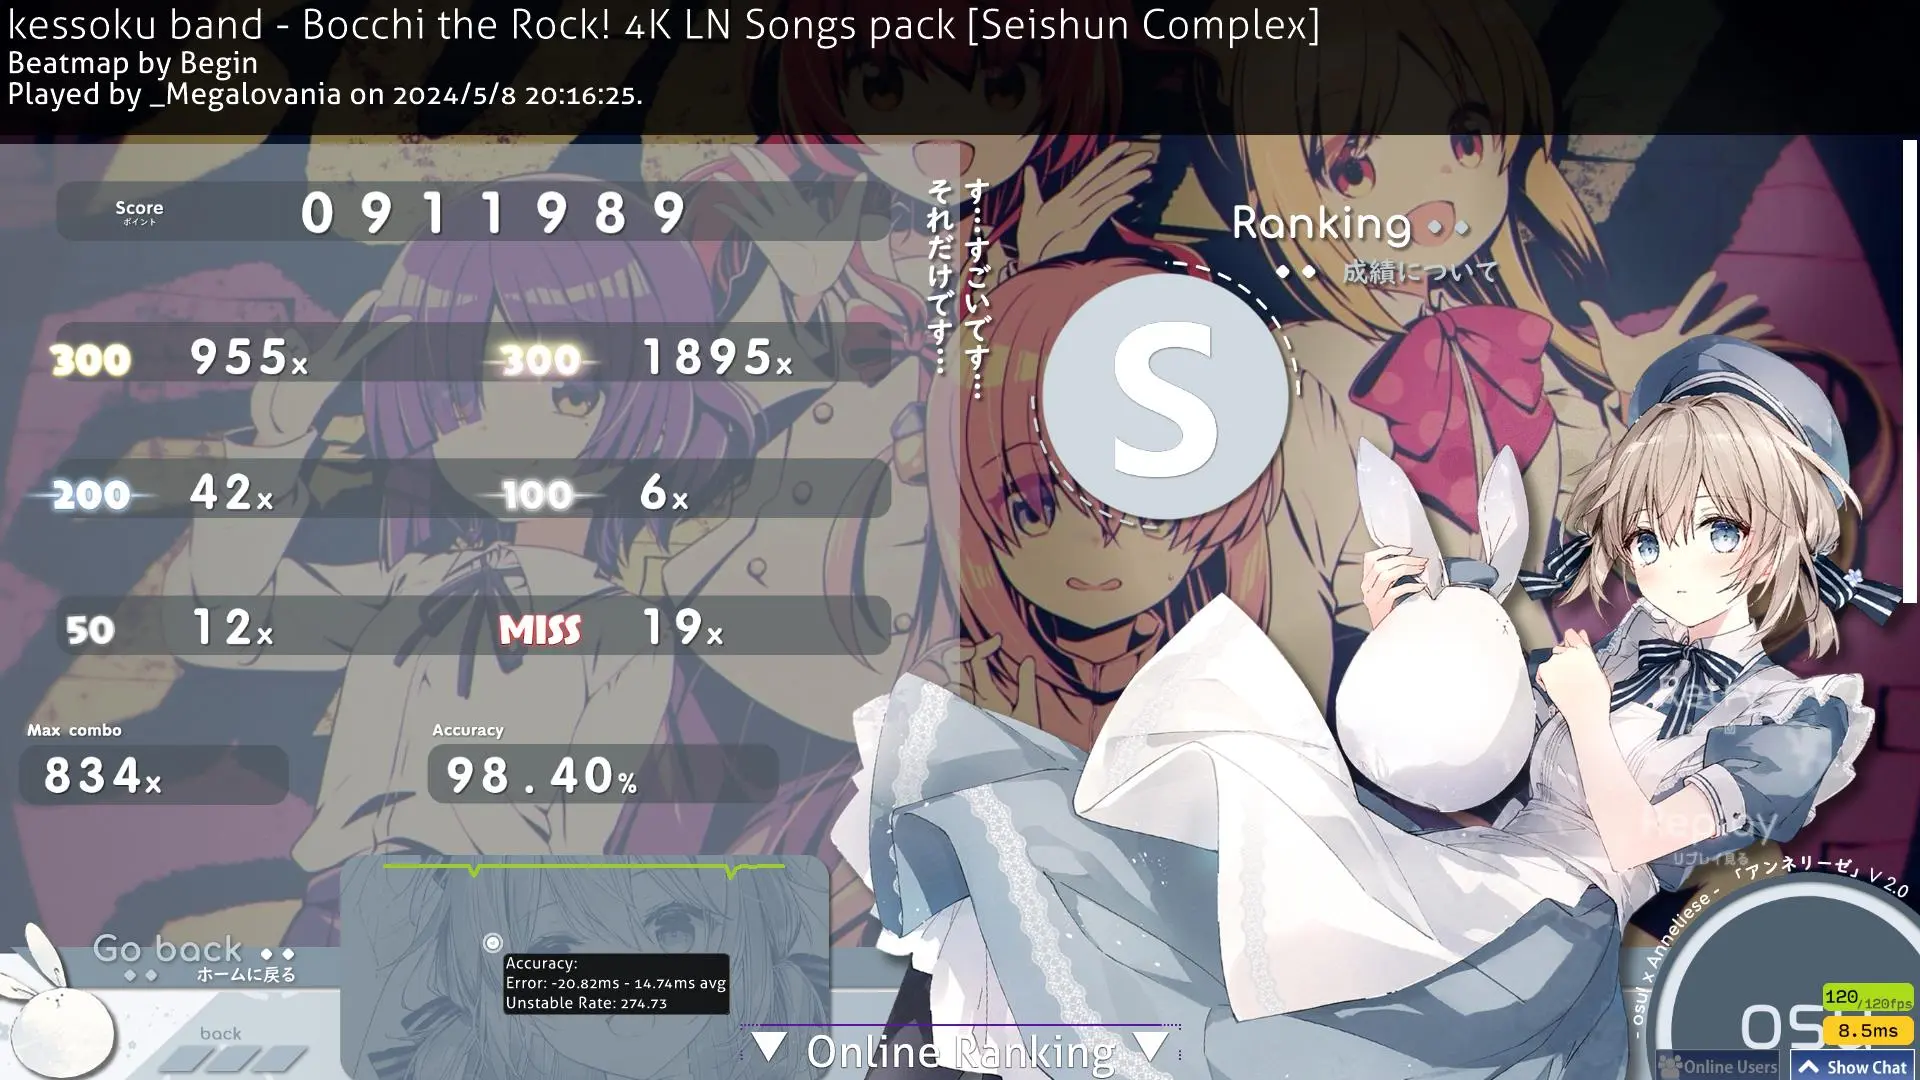 kessoku band - Bocchi the Rock! 4K LN Songs pack [Seishun Complex]
Beatmap by Begin
Played by _Megalovania on 2024/5/8 20:16:25.
Score
ポイント
0911989
300 955x 300 1895x
200 42x 100 6x
50 12x MISS 19x
Max combo
834x
Accuracy
98.40%
す…すごいです…
それだけです…
Ranking
成績について
S
Replay
リプレイ見る
- osu! x Anneliese - 「アンネリーゼ」V 2.0
Go back
ホームに戻る
back
Accuracy:
Error: -20.82ms - 14.74ms avg
Unstable Rate: 274.73
Online Ranking
120/120fps
8.5ms
Online Users
Show Chat